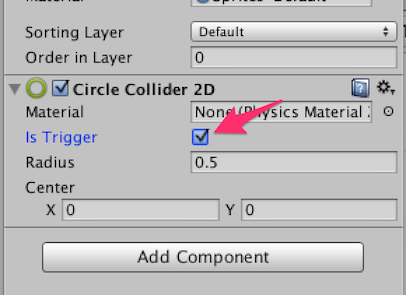 Sorting Layer Default
Order in Layer 0
Circle Collider 2D
Material None (Physics Material
Is Trigger
Radius 0.5
Center
X 0 Y 0
Add Component